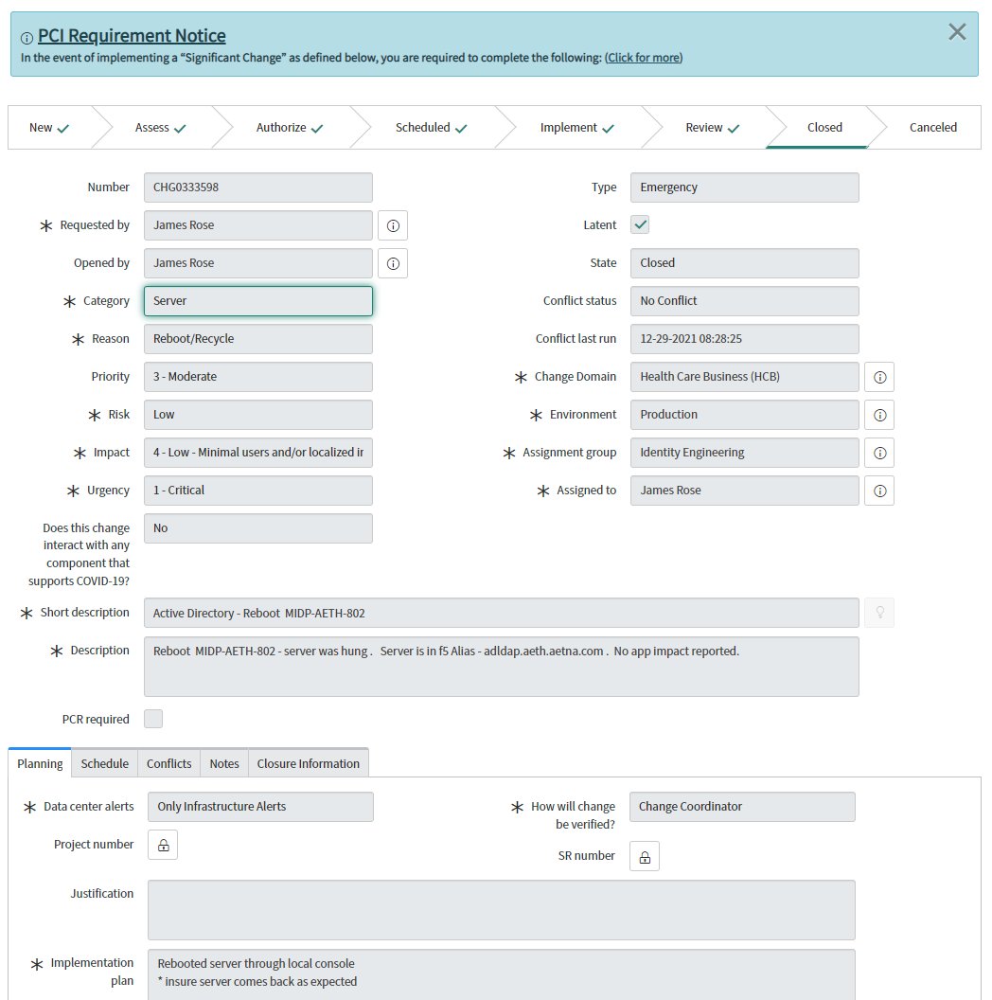 PCI Requirement Notice
In the event of implementing a “Significant Change” as defined below, you are required to complete the following: (Click for more)
New
Assess
Authorize
Scheduled
Implement
Review
Closed
Canceled
Number CHG0333598
Type Emergency
Requested by James Rose
Latent
Opened by James Rose
State Closed
Category Server
Conflict status No Conflict
Reason Reboot/Recycle
Conflict last run 12-29-2021 08:28:25
Priority 3 - Moderate
Change Domain Health Care Business (HCB)
Risk Low
Environment Production
Impact 4 - Low - Minimal users and/or localized ir
Assignment group Identity Engineering
Urgency 1 - Critical
Assigned to James Rose
Does this change No
interact with any
component that
supports COVID-19?
Short description Active Directory - Reboot MIDP-AETH-802
Description Reboot MIDP-AETH-802 - server was hung . Server is in f5 Alias - adldap.aeth.aetna.com . No app impact reported.
PCR required
Planning Schedule Conflicts Notes Closure Information
Data center alerts Only Infrastructure Alerts
How will change Change Coordinator
be verified?
Project number
SR number
Justification
Implementation Rebooted server through local console
plan * insure server comes back as expected